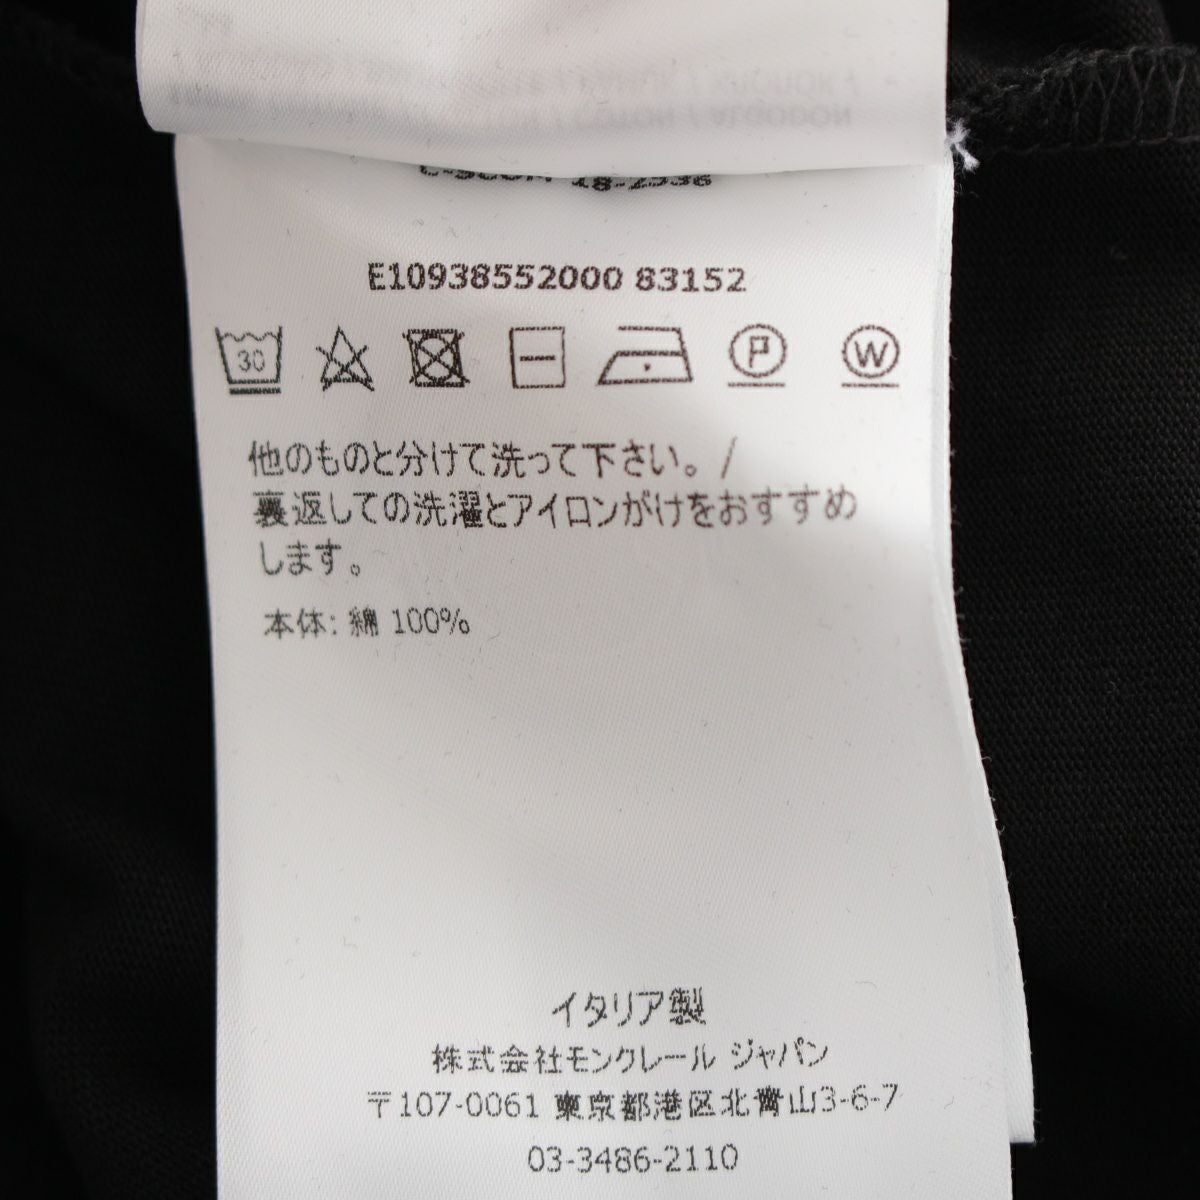 E10938552000 83152
30
P
W
他のものと分けて洗って下さい。/
裏返しての洗濯とアイロンがけをおすすめ
します。
本体: 綿 100%
イタリア製
株式会社モンクレール ジャパン
〒107-0061 東京都港区北青山3-6-7
03-3486-2110